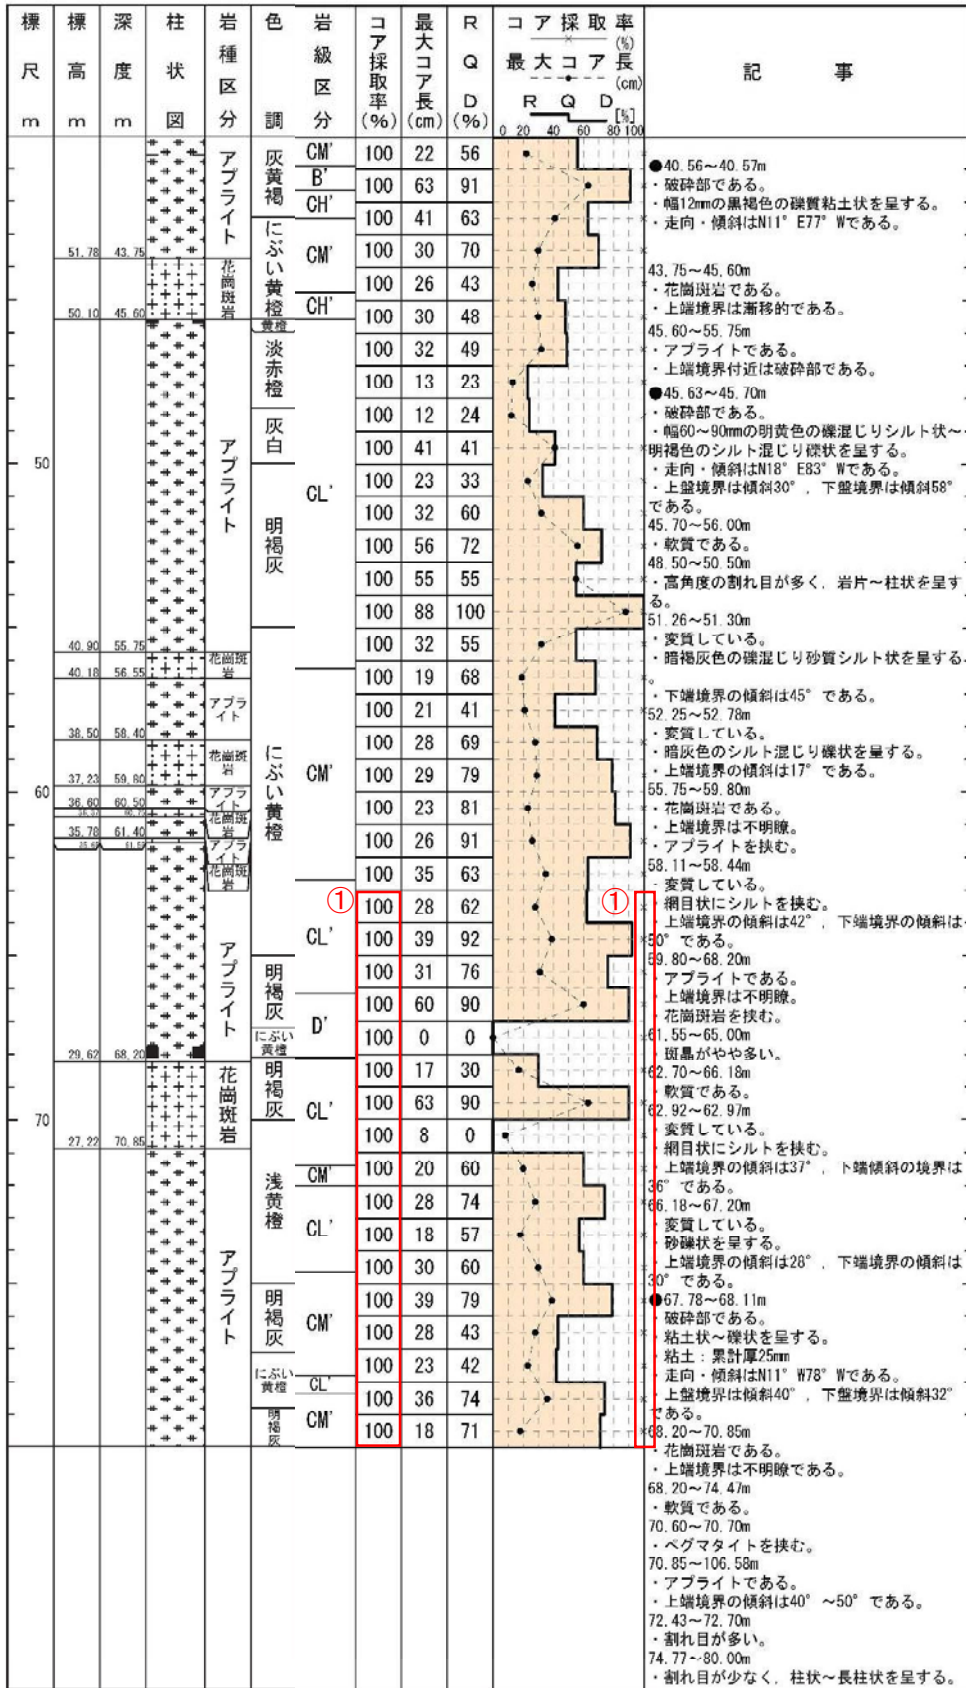 標尺m
標高m
深度m
柱状図
岩種区分
色調
岩級区分
コア採取率(%)
最大コア長(cm)
RQD(%)
コア採取率(%)
最大コア長(cm)
RQD[%]
0 20 40 60 80 100
記事
50
60
70
51.78 43.75
50.10 45.60
40.90 55.75
40.18 56.55
38.50 58.40
37.23 59.80
36.60 60.50
35.78 61.40
29.62 68.20
27.22 70.85
アプライト
花崗斑岩
アプライト
花崗斑岩
アプライト
花崗斑岩
アプライト
花崗斑岩
アプライト
花崗斑岩
アプライト
花崗斑岩
アプライト
灰黄褐
にぶい黄橙
黄橙
淡赤橙
灰白
明褐灰
にぶい黄橙
明褐灰
にぶい黄橙
明褐灰
浅黄橙
明褐灰
にぶい黄橙
明褐灰
CM'
B'
CH'
CM'
CH'
CL'
CM'
CL'
D'
CL'
CM'
CL'
CM'
CL'
CM'
100 22 56
100 63 91
100 41 63
100 30 70
100 26 43
100 30 48
100 32 49
100 13 23
100 12 24
100 41 41
100 23 33
100 32 60
100 56 72
100 55 55
100 88 100
100 32 55
100 19 68
100 21 41
100 28 69
100 29 79
100 23 81
100 26 91
100 35 63
① ①
100 28 62
100 39 92
100 31 76
100 60 90
100 0 0
100 17 30
100 63 90
100 8 0
100 20 60
100 28 74
100 18 57
100 30 60
100 39 79
100 28 43
100 23 42
100 36 74
100 18 71
●40.56～40.57m
・破砕部である。
・幅12mmの黒褐色の礫質粘土状を呈する。
・走向・傾斜はN11°E77°Wである。
43.75～45.60m
・花崗斑岩である。
・上端境界は漸移的である。
45.60～55.75m
・アプライトである。
・上端境界付近は破砕部である。
●45.63～45.70m
・破砕部である。
・幅60～90mmの明黄色の礫混じりシルト状～
明褐色のシルト混じり礫状を呈する。
・走向・傾斜はN18°E83°Wである。
・上盤境界は傾斜30°，下盤境界は傾斜58°
である。
45.70～56.00m
・軟質である。
48.50～50.50m
・高角度の割れ目が多く，岩片～柱状を呈す
る。
51.26～51.30m
・変質している。
・暗褐灰色の礫混じり砂質シルト状を呈する
。
・下端境界の傾斜は45°である。
52.25～52.78m
・変質している。
・暗灰色のシルト混じり礫状を呈する。
・上端境界の傾斜は17°である。
55.75～59.80m
・花崗斑岩である。
・上端境界は不明瞭。
・アプライトを挟む。
58.11～58.44m
・変質している。
・網目状にシルトを挟む。
・上端境界の傾斜は42°，下端境界の傾斜は
50°である。
59.80～68.20m
・アプライトである。
・上端境界は不明瞭。
・花崗斑岩を挟む。
61.55～65.00m
・斑晶がやや多い。
62.70～66.18m
・軟質である。
62.92～62.97m
・変質している。
・網目状にシルトを挟む。
・上端境界の傾斜は37°，下端傾斜の境界は
36°である。
66.18～67.20m
・変質している。
・砂礫状を呈する。
・上端境界の傾斜は28°，下端境界の傾斜は
30°である。
●67.78～68.11m
・破砕部である。
・粘土状～礫状を呈する。
・粘土：累計厚25mm
・走向・傾斜はN11°W78°Wである。
・上盤境界は傾斜40°，下盤境界は傾斜32°
である。
68.20～70.85m
・花崗斑岩である。
・上端境界は不明瞭である。
68.20～74.47m
・軟質である。
70.60～70.70m
・ペグマタイトを挟む。
70.85～106.58m
・アプライトである。
・上端境界の傾斜は40°～50°である。
72.43～72.70m
・割れ目が多い。
74.77～80.00m
・割れ目が少なく，柱状～長柱状を呈する。